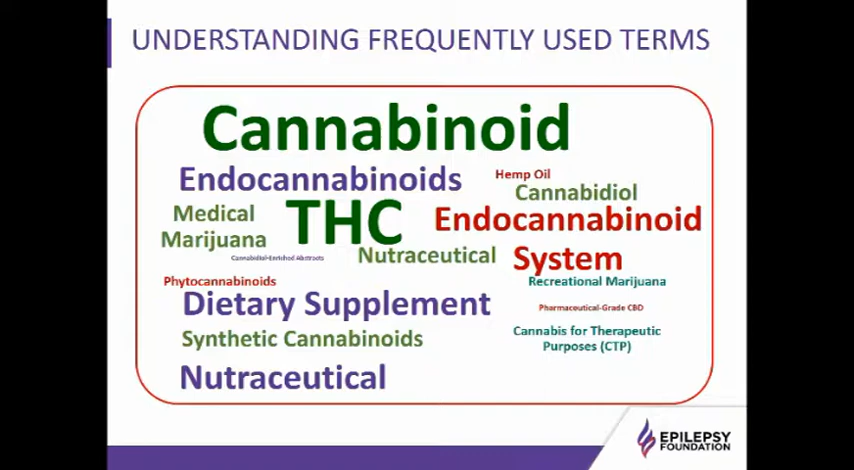 UNDERSTANDING FREQUENTLY USED TERMS
Cannabinoid
Endocannabinoids
Hemp Oil
Cannabidiol
Medical
Marijuana
THC
Endocannabinoid
System
Cannabidiol-Enriched Abstracts
Nutraceutical
Phytocannabinoids
Recreational Marijuana
Dietary Supplement
Pharmaceutical-Grade CBD
Synthetic Cannabinoids
Cannabis for Therapeutic
Purposes (CTP)
Nutraceutical
EPILEPSY
FOUNDATION